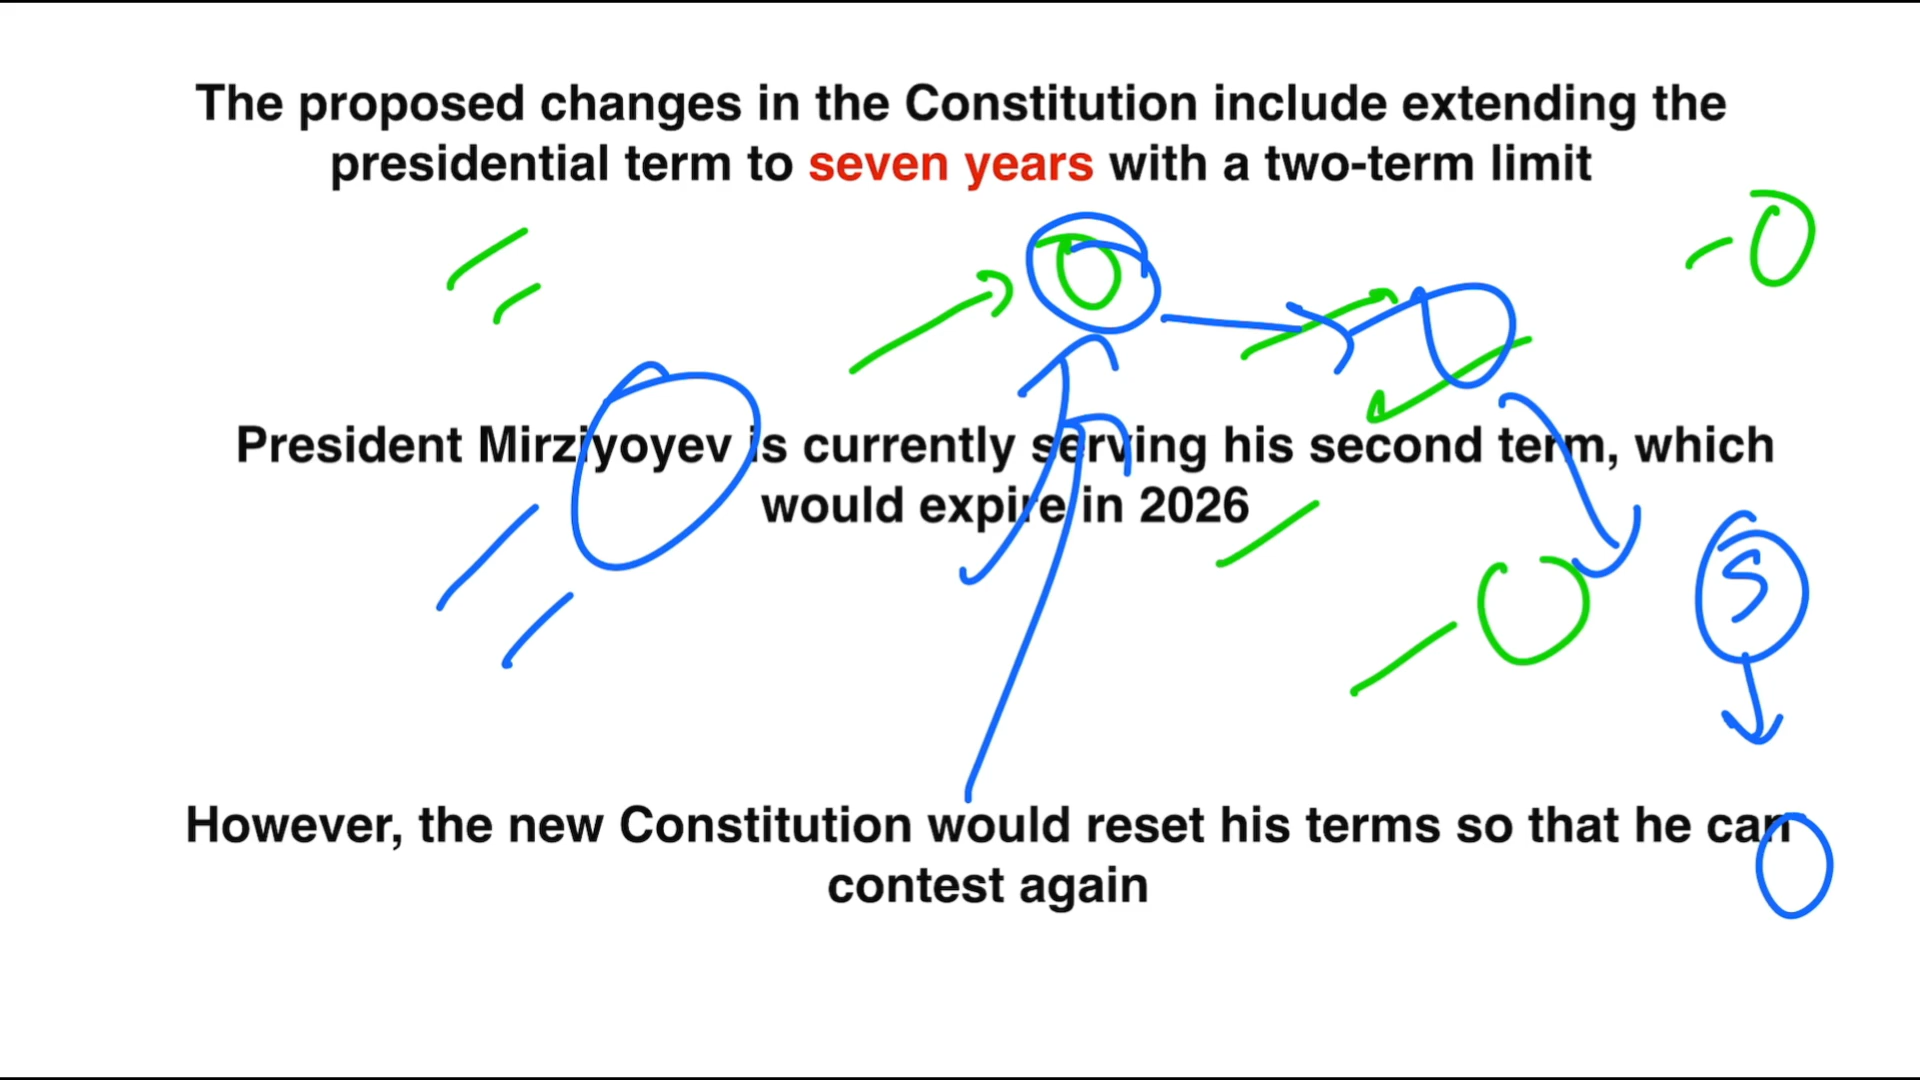 The proposed changes in the Constitution include extending the
presidential term to seven years with a two-term limit
President Mirziyoyev is currently serving his second term, which
would expire in 2026
S
However, the new Constitution would reset his terms so that he can
contest again